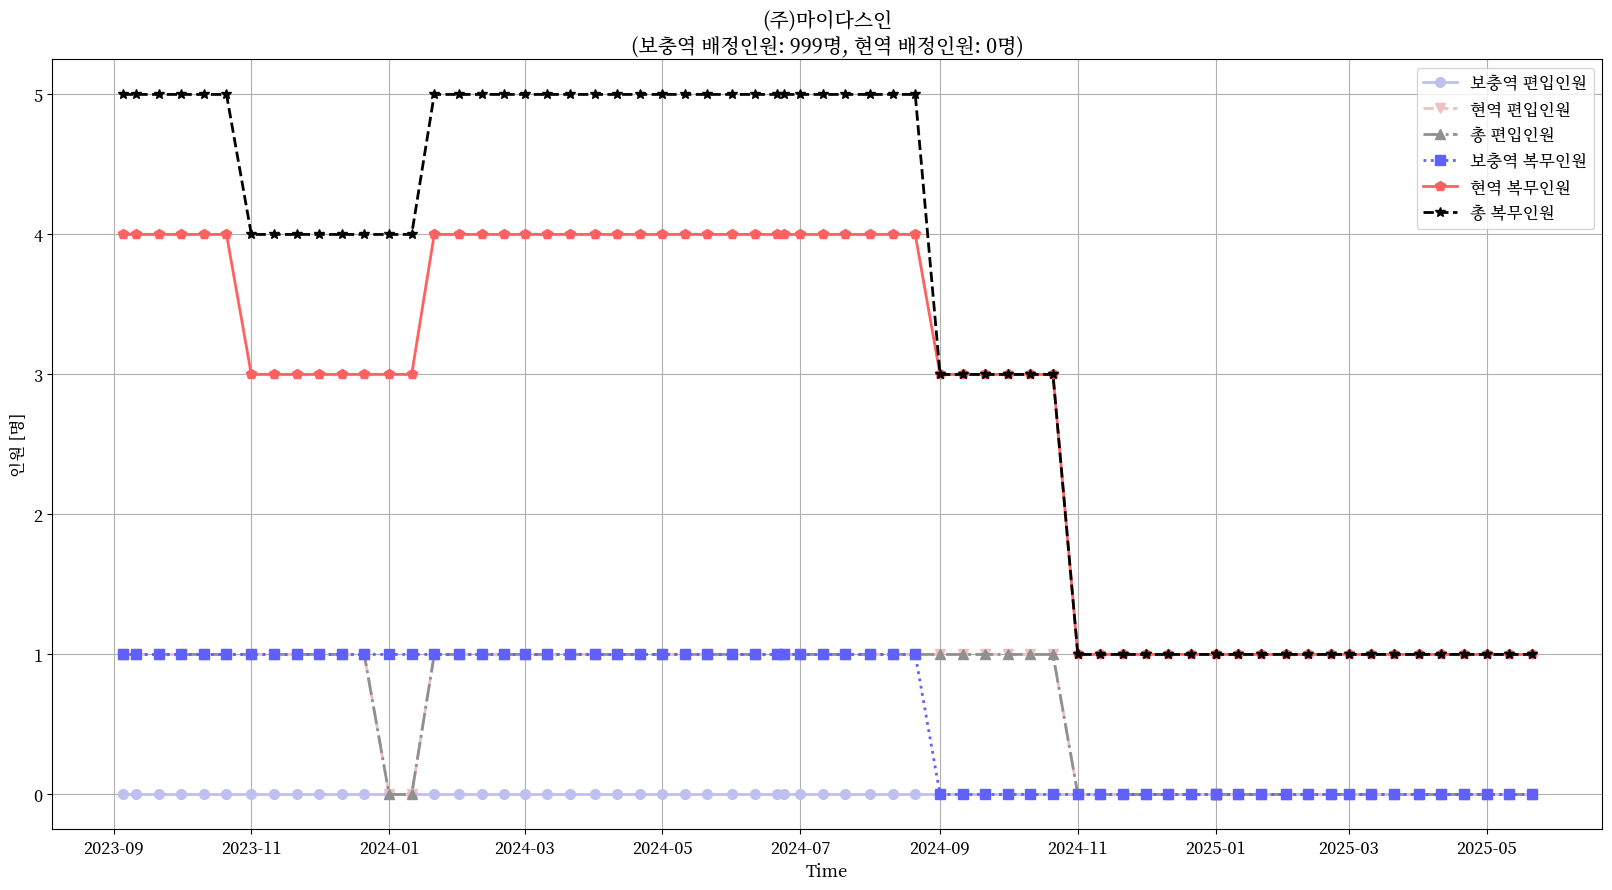 (주)마이다스인
(보충역 배정인원: 999명, 현역 배정인원: 0명)
보충역 편입인원
현역 편입인원
총 편입인원
보충역 복무인원
현역 복무인원
총 복무인원
인원 [명]
5
4
3
2
1
0
2023-09 2023-11 2024-01 2024-03 2024-05 2024-07 2024-09 2024-11 2025-01 2025-03 2025-05
Time